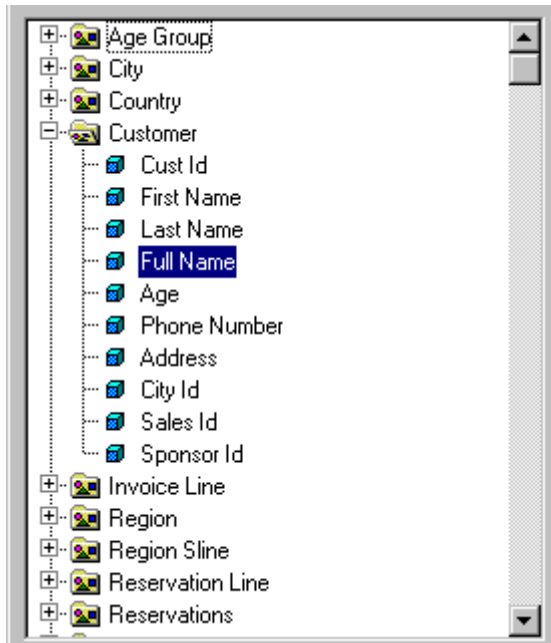 Age Group
City
Country
Customer
Cust Id
First Name
Last Name
Full Name
Age
Phone Number
Address
City Id
Sales Id
Sponsor Id
Invoice Line
Region
Region Sline
Reservation Line
Reservations